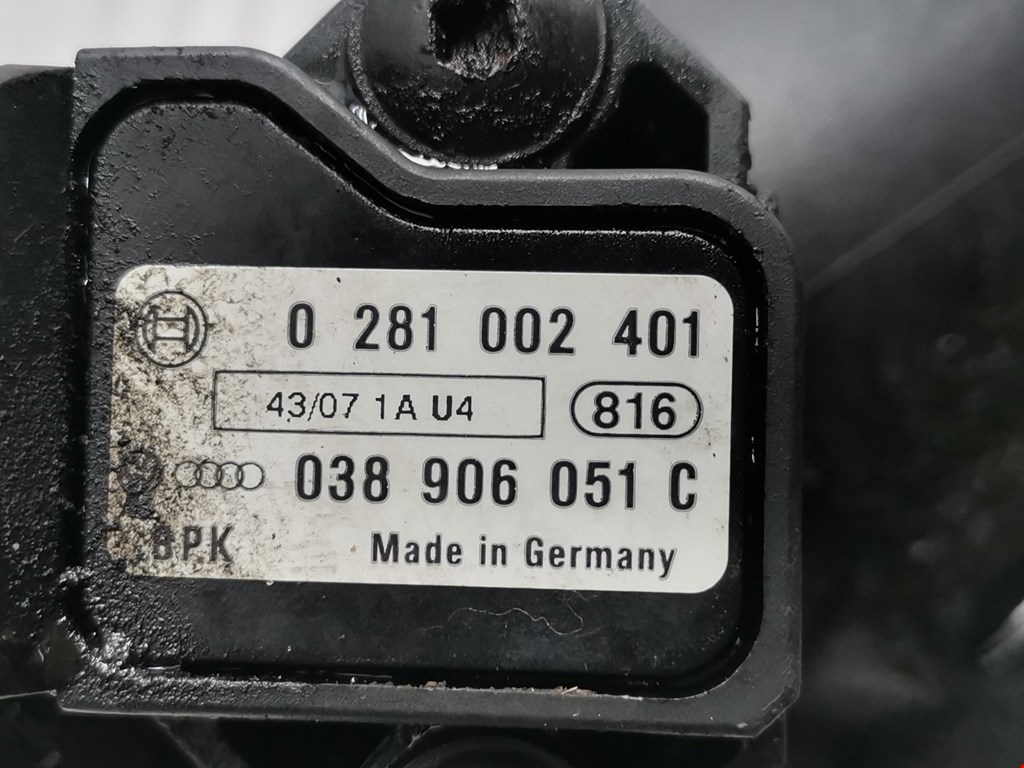 0 281 002 401
43/07 1A U4 816
038 906 051 C
BPK Made in Germany